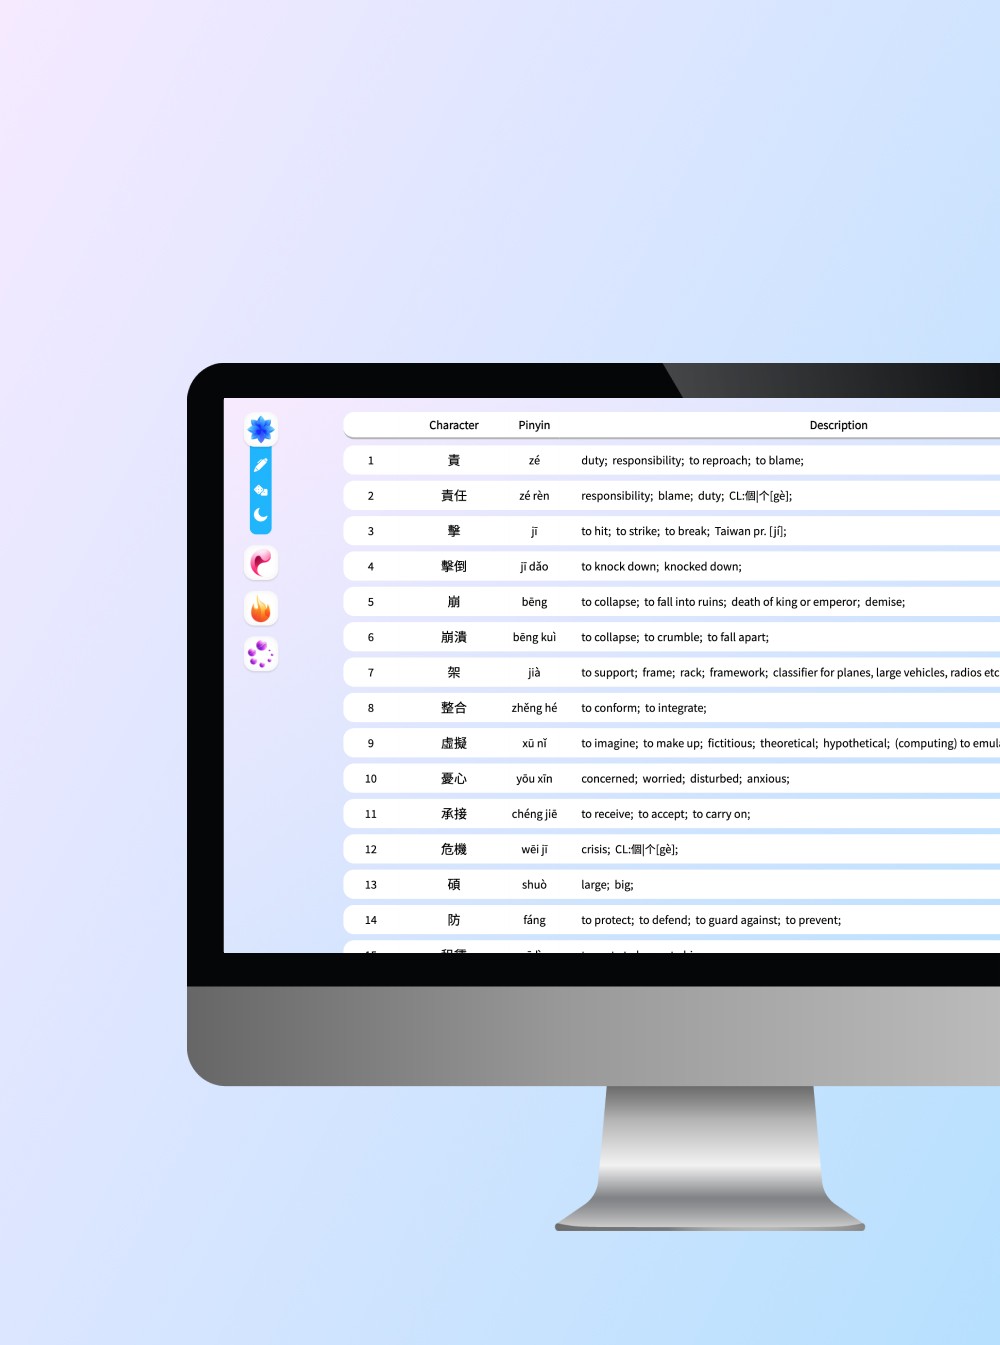 Character Pinyin Description
1 責 zé duty; responsibility; to reproach; to blame;
2 責任 zé rèn responsibility; blame; duty; CL:個|个[gè];
3 擊 jī to hit; to strike; to break; Taiwan pr. [jí];
4 擊倒 jī dǎo to knock down; knocked down;
5 崩 bēng to collapse; to fall into ruins; death of king or emperor; demise;
6 崩潰 bēng kuì to collapse; to crumble; to fall apart;
7 架 jià to support; frame; rack; framework; classifier for planes, large vehicles, radios etc
8 整合 zhěng hé to conform; to integrate;
9 虛擬 xū nǐ to imagine; to make up; fictitious; theoretical; hypothetical; (computing) to emul
10 憂心 yōu xīn concerned; worried; disturbed; anxious;
11 承接 chéng jiē to receive; to accept; to carry on;
12 危機 wēi jī crisis; CL:個|个[gè];
13 碩 shuò large; big;
14 防 fáng to protect; to defend; to guard against; to prevent;